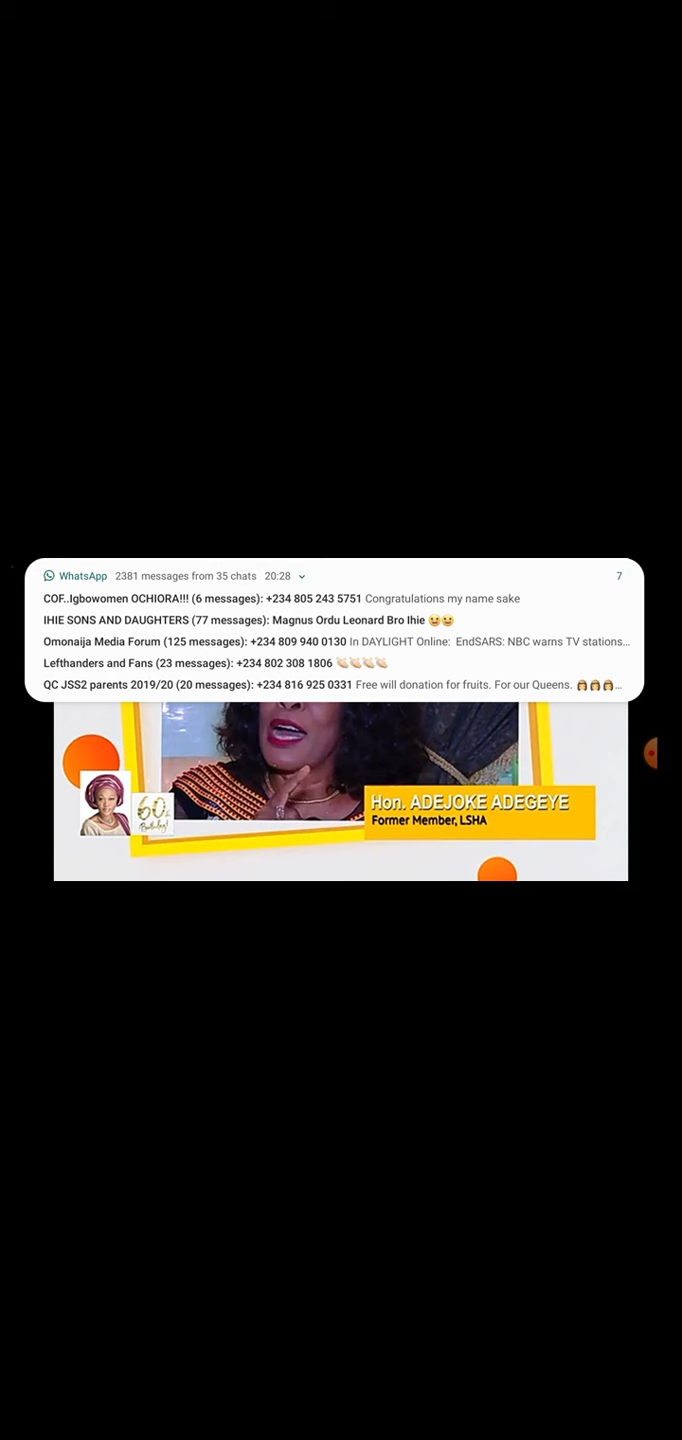 WhatsApp 2381 messages from 35 chats 20:28 7
COF..Igbowomen OCHIORA!!! (6 messages): +234 805 243 5751 Congratulations my name sake
IHIE SONS AND DAUGHTERS (77 messages): Magnus Ordu Leonard Bro Ihie 😆😆
Omonaija Media Forum (125 messages): +234 809 940 0130 In DAYLIGHT Online: EndSARS: NBC warns TV stations...
Lefthanders and Fans (23 messages): +234 802 308 1806 👏🏻👏🏻👏🏻👏🏻
QC JSS2 parents 2019/20 (20 messages): +234 816 925 0331 Free will donation for fruits. For our Queens. 👸👸👸...
60th
Birthday!
Hon. ADEJOKE ADEGEYE
Former Member, LSHA